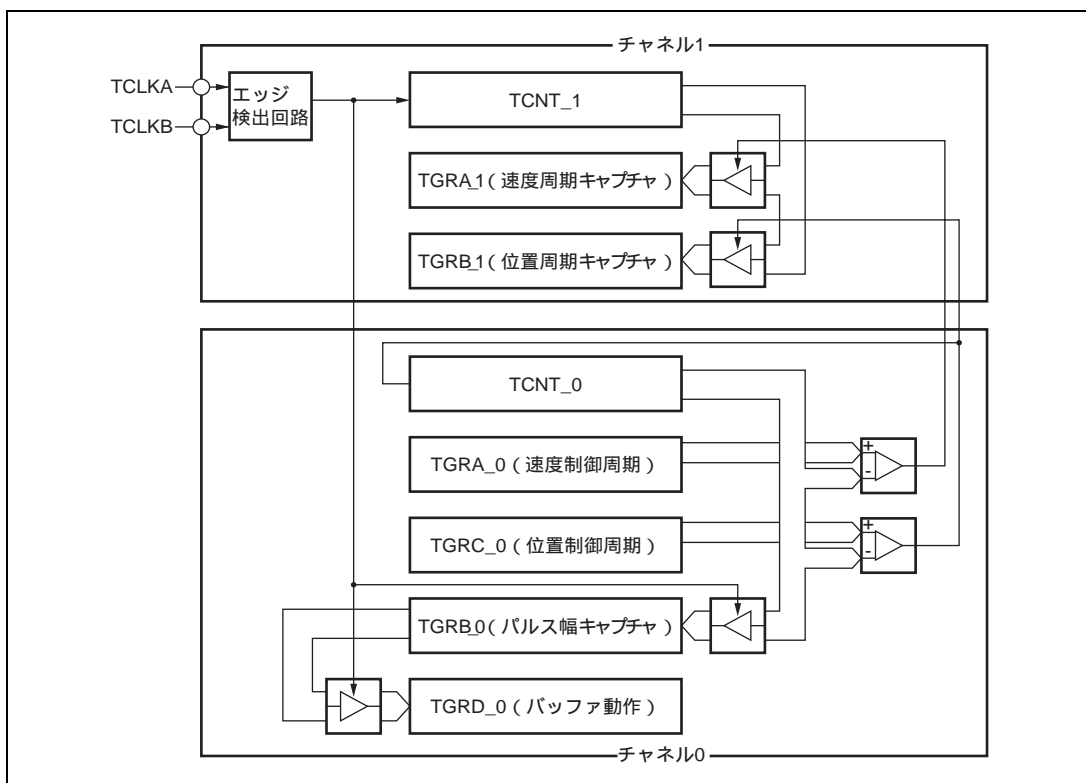 チャネル1
TCLKA
TCLKB
エッジ
検出回路
TCNT_1
TGRA_1（速度周期キャプチャ）
TGRB_1（位置周期キャプチャ）
TCNT_0
TGRA_0（速度制御周期）
+
-
TGRC_0（位置制御周期）
+
-
TGRB_0（パルス幅キャプチャ）
TGRD_0（バッファ動作）
チャネル0